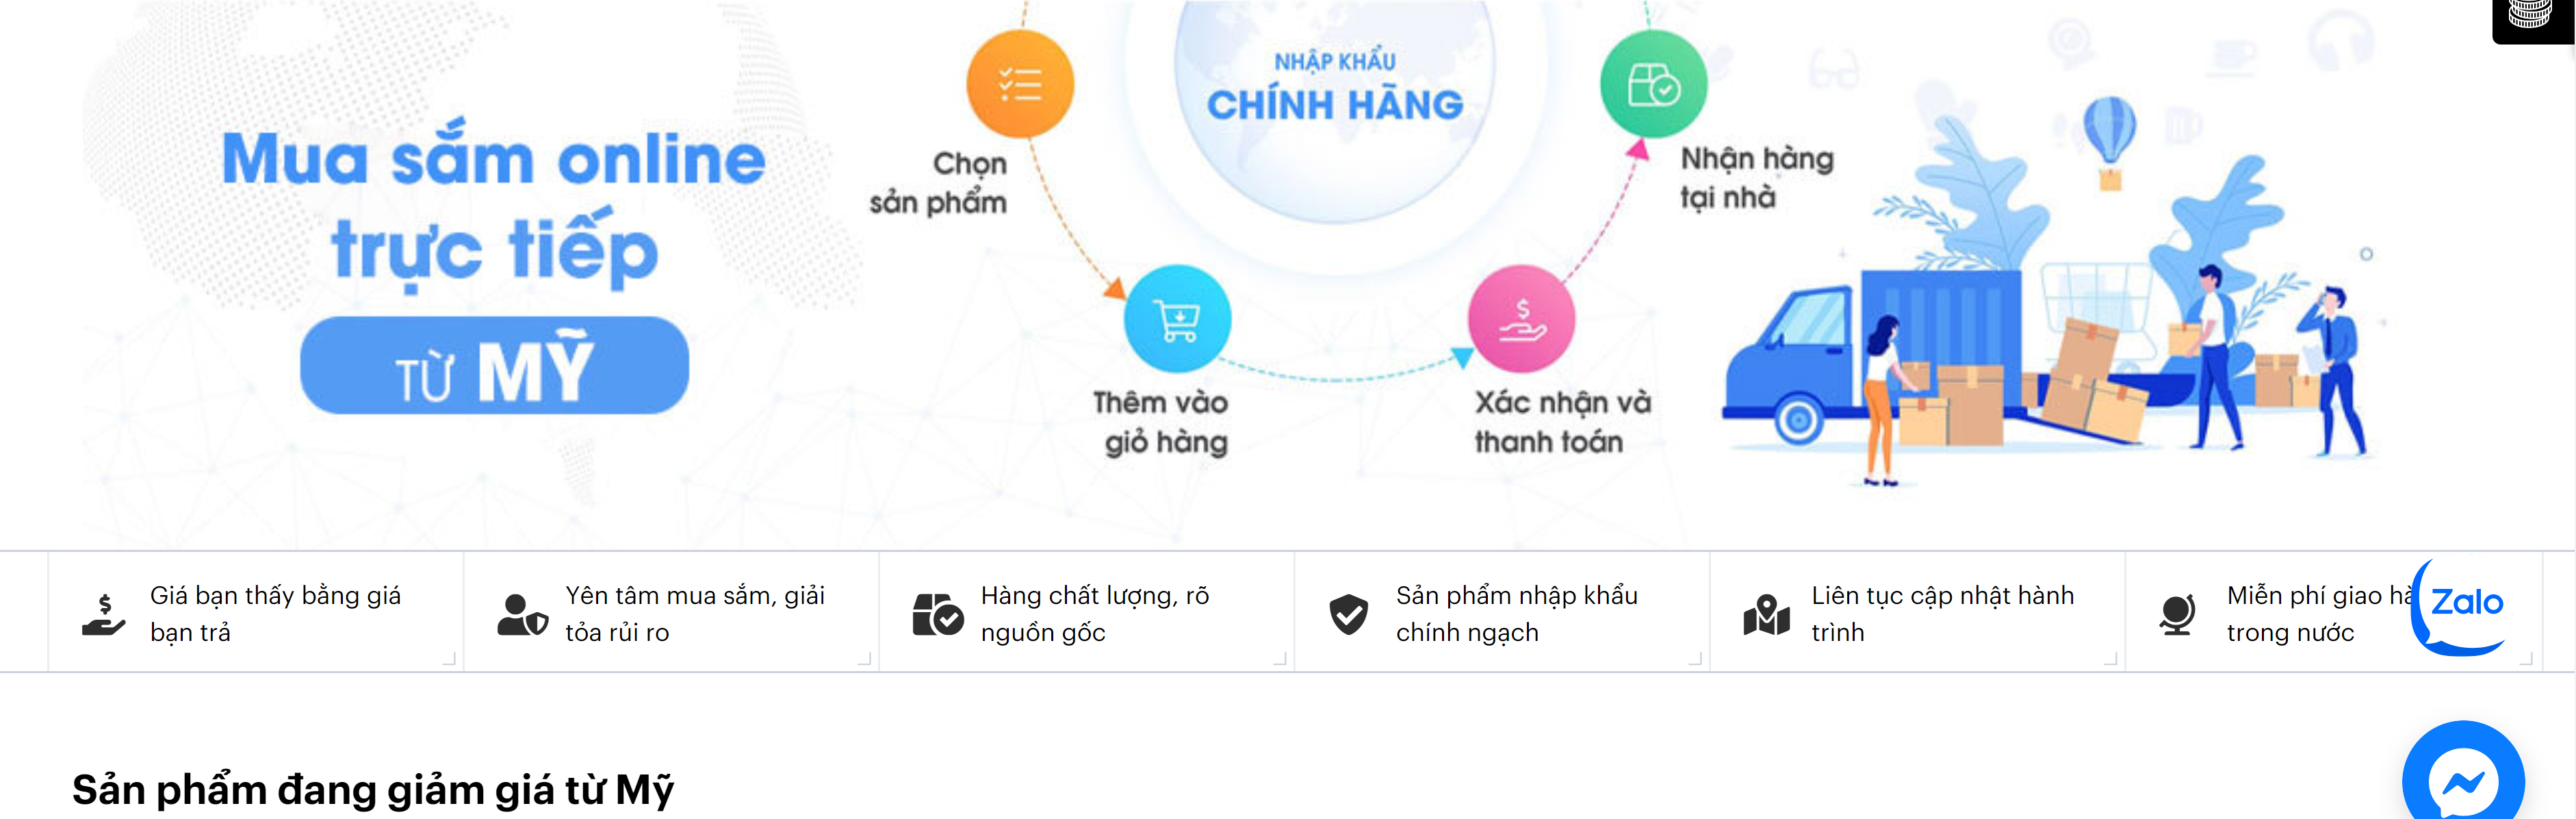 Mua sắm online
trực tiếp
TỪ MỸ
NHẬP KHẨU
CHÍNH HÃNG
Chọn
sản phẩm
Thêm vào
giỏ hàng
Xác nhận và
thanh toán
Nhận hàng
tại nhà
Giá bạn thấy bằng giá
bạn trả
Yên tâm mua sắm, giải
tỏa rủi ro
Hàng chất lượng, rõ
nguồn gốc
Sản phẩm nhập khẩu
chính ngạch
Liên tục cập nhật hành
trình
Miễn phí giao
trong nước
Zalo
Sản phẩm đang giảm giá từ Mỹ